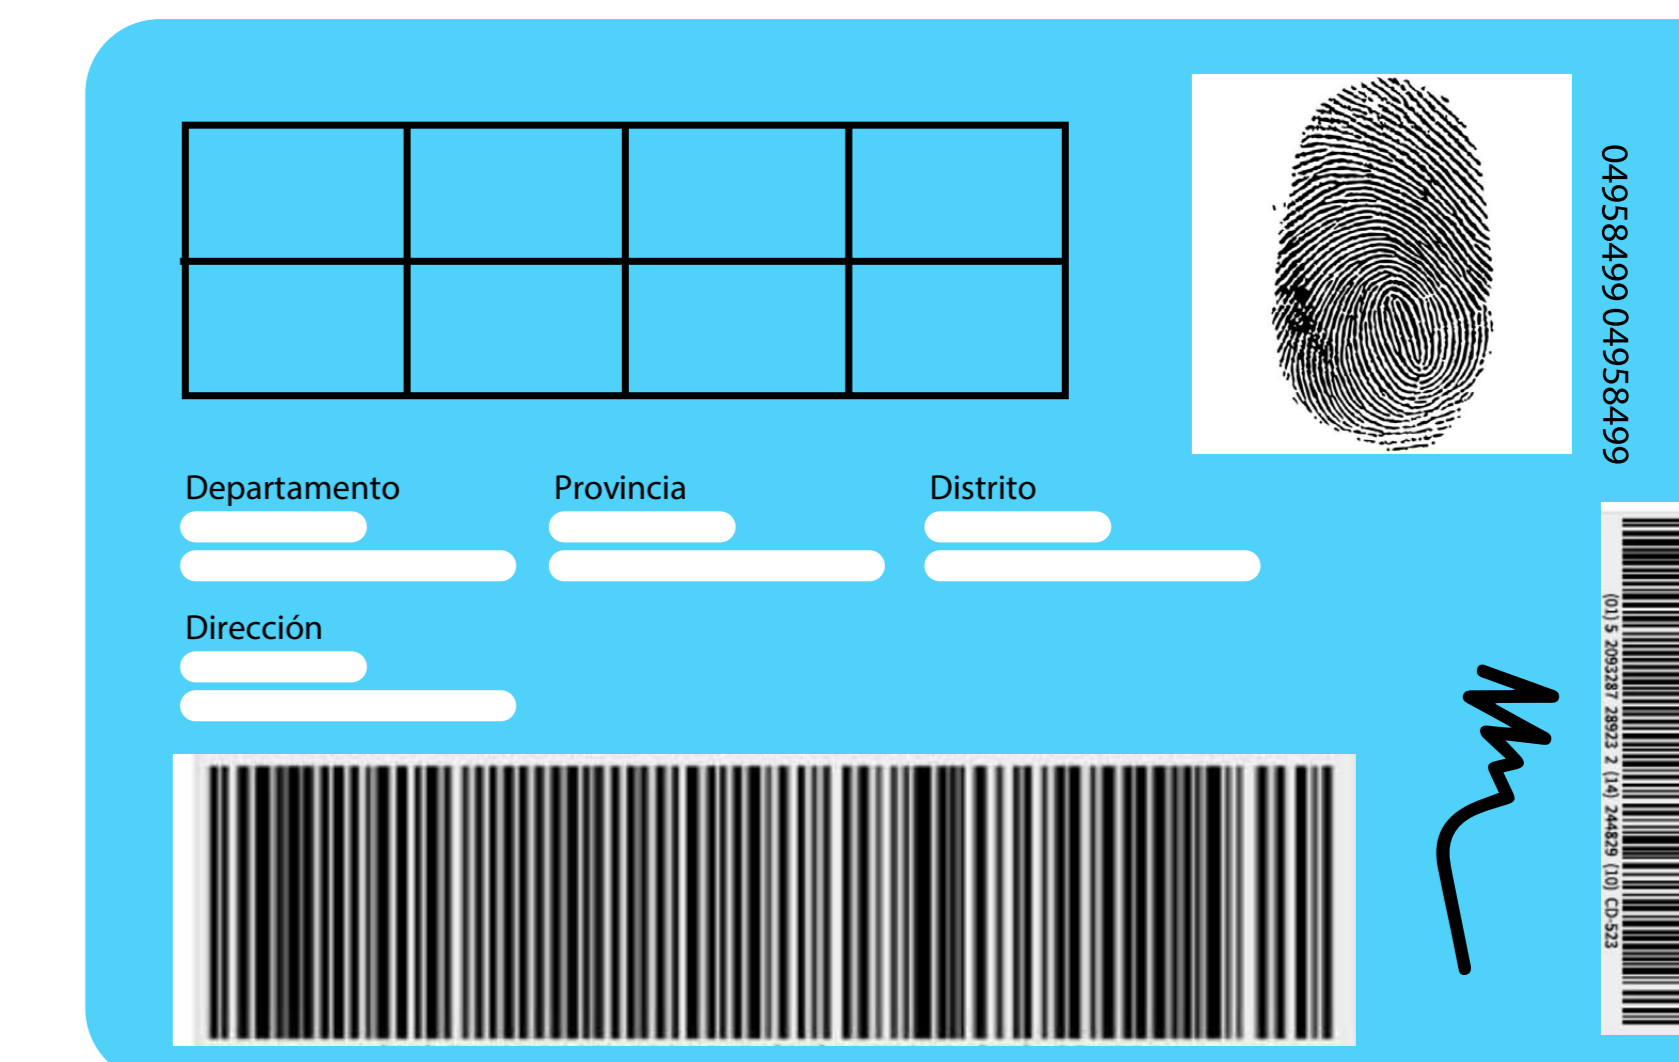 Departamento
Provincia
Distrito
Dirección
04958499 04958499
(01) 5 2093287 28923 2 (14) 244829 (10) CD-523